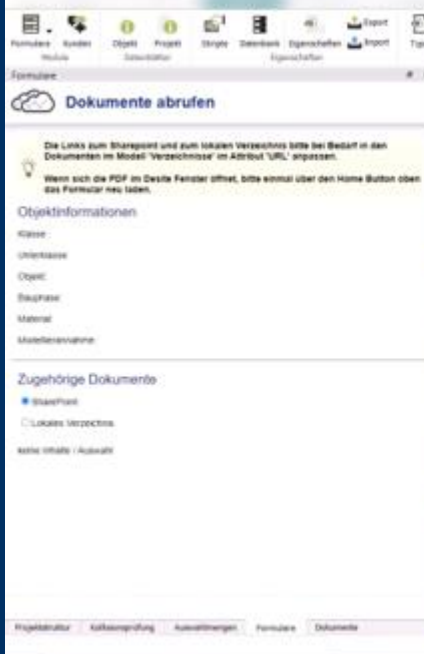 Formulare Kunden Objekt Projekt Skripte Datenbank Eigenschaften Export
Import
Module Datenblätter Eigenschaften
Formulare
Dokumente abrufen
Die Links zum Sharepoint und zum lokalen Verzeichnis bitte bei Bedarf in den
Dokumenten im Modell 'Verzeichnisse' im Attribut 'URL' anpassen.
Wenn sich die PDF im Desite Fenster öffnet, bitte einmal über den Home Button oben
das Formular neu laden.
Objektinformationen
Klasse:
Unterklasse:
Objekt:
Bauphase:
Material:
Modellierannahme:
Zugehörige Dokumente
SharePoint
Lokales Verzeichnis
keine Inhalte / Auswahl
Projektstruktur Kollisionsprüfung Auswahlmengen Formulare Dokumente